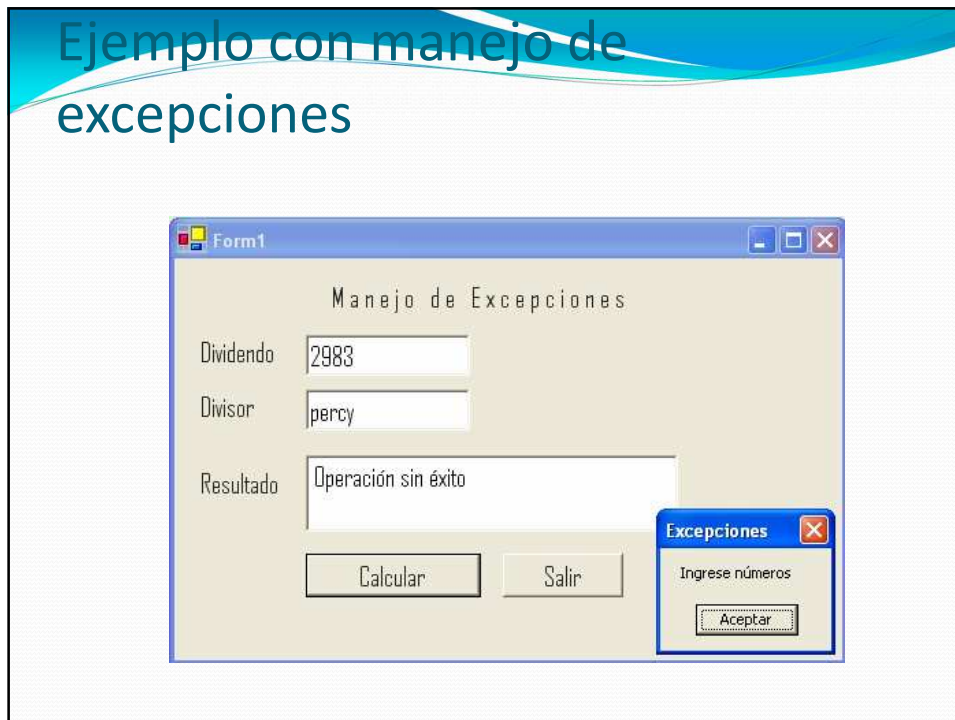 Ejemplo con manejo de
excepciones
Form1
Manejo de Excepciones
Dividendo
2983
Divisor
percy
Resultado
Operación sin éxito
Calcular
Salir
Excepciones
Ingrese números
Aceptar